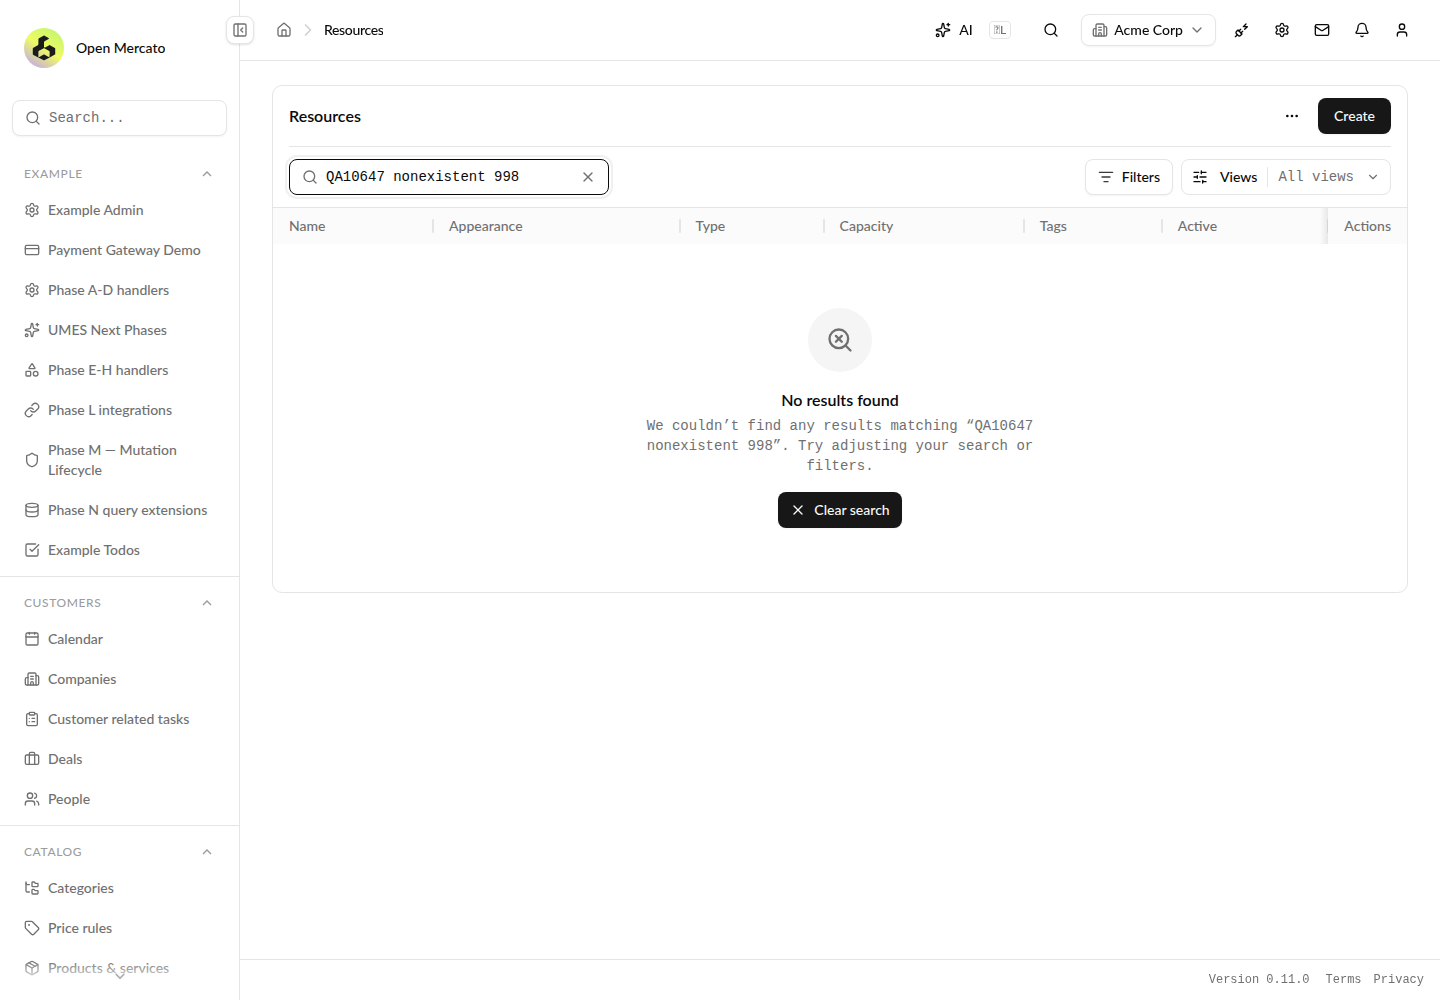 Open Mercato
Resources
AI
Acme Corp
Search...
EXAMPLE
Example Admin
Payment Gateway Demo
Phase A-D handlers
UMES Next Phases
Phase E-H handlers
Phase L integrations
Phase M — Mutation
Lifecycle
Phase N query extensions
Example Todos
CUSTOMERS
Calendar
Companies
Customer related tasks
Deals
People
CATALOG
Categories
Price rules
Products & services
Resources
Create
QA10647 nonexistent 998
Filters
Views All views
Name Appearance Type Capacity Tags Active Actions
No results found
We couldn’t find any results matching “QA10647
nonexistent 998”. Try adjusting your search or
filters.
Clear search
Version 0.11.0 Terms Privacy